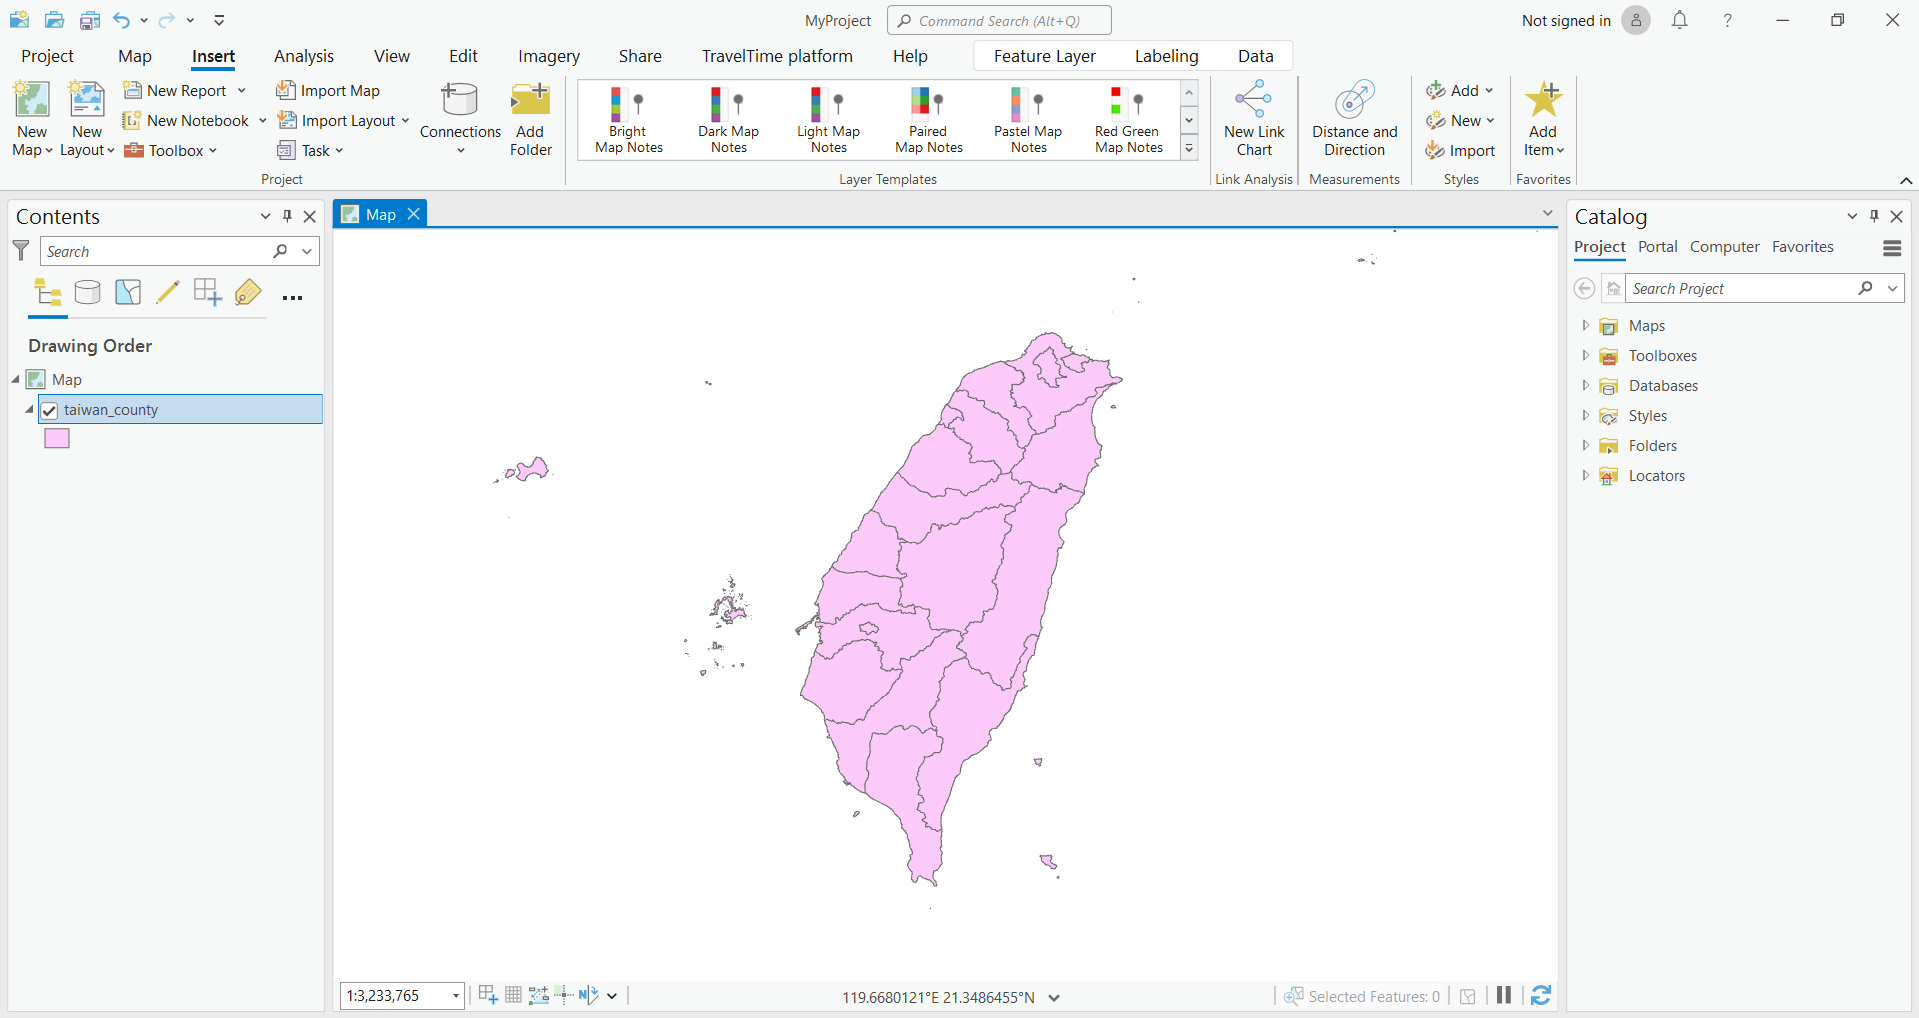 MyProject
Command Search (Alt+Q)
Not signed in
?
Project Map Insert Analysis View Edit Imagery Share TravelTime platform Help Feature Layer Labeling Data
New Map
New Layout
New Report
New Notebook
Toolbox
Import Map
Import Layout
Task
Connections
Add Folder
Project
Bright Map Notes
Dark Map Notes
Light Map Notes
Paired Map Notes
Pastel Map Notes
Red Green Map Notes
Layer Templates
New Link Chart
Link Analysis
Distance and Direction
Measurements
Add
New
Import
Styles
Add Item
Favorites
Contents
Search
Drawing Order
Map
taiwan_county
Map
1:3,233,765
N
119.6680121°E 21.3486455°N
Selected Features: 0
Catalog
Project Portal Computer Favorites
Search Project
Maps
Toolboxes
Databases
Styles
Folders
Locators